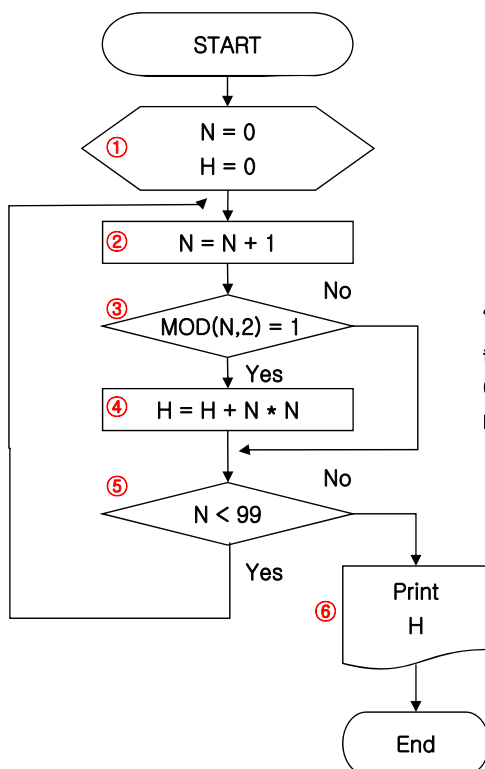 START
① N = 0
H = 0
② N = N + 1
③ MOD(N,2) = 1
No
Yes
④ H = H + N * N
⑤ N < 99
No
Yes
⑥ Print
H
End